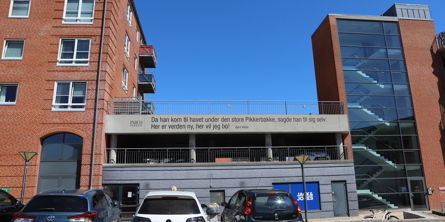 Da han kom til havet under den store Pikkerbakke, sagde han til sig selv:
Her er verden ny, her vil jeg bo!